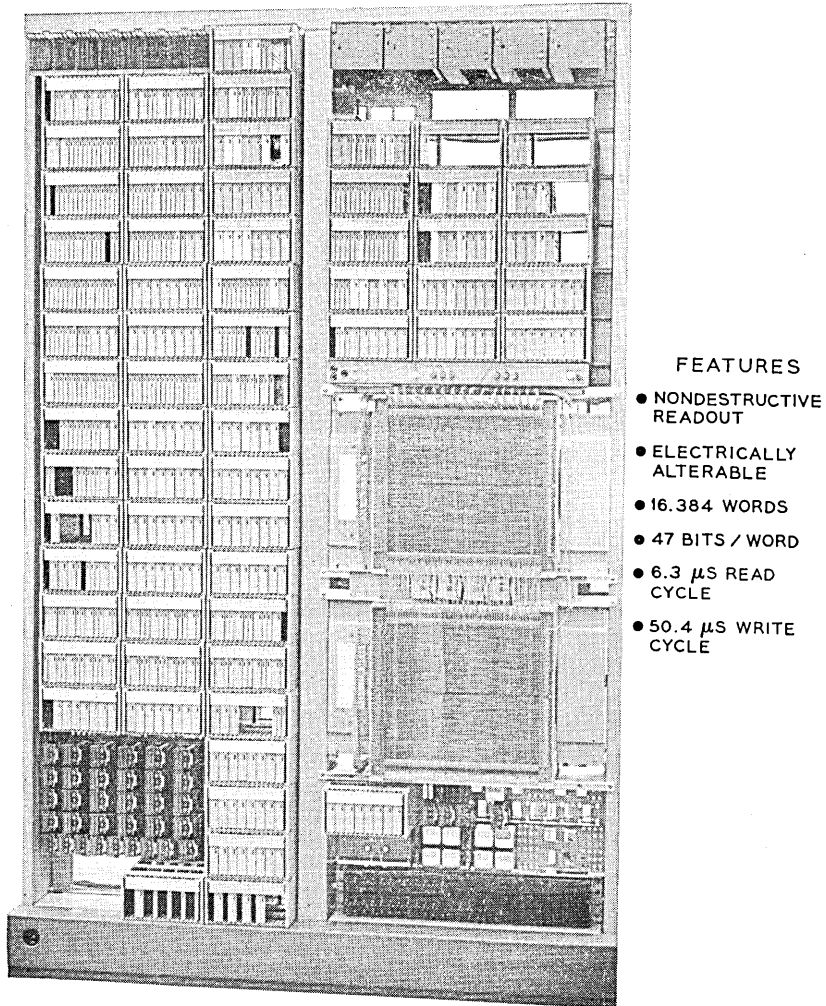 FEATURES
● NONDESTRUCTIVE
READOUT
● ELECTRICALLY
ALTERABLE
● 16.384 WORDS
● 47 BITS / WORD
● 6.3 μS READ
CYCLE
● 50.4 μS WRITE
CYCLE